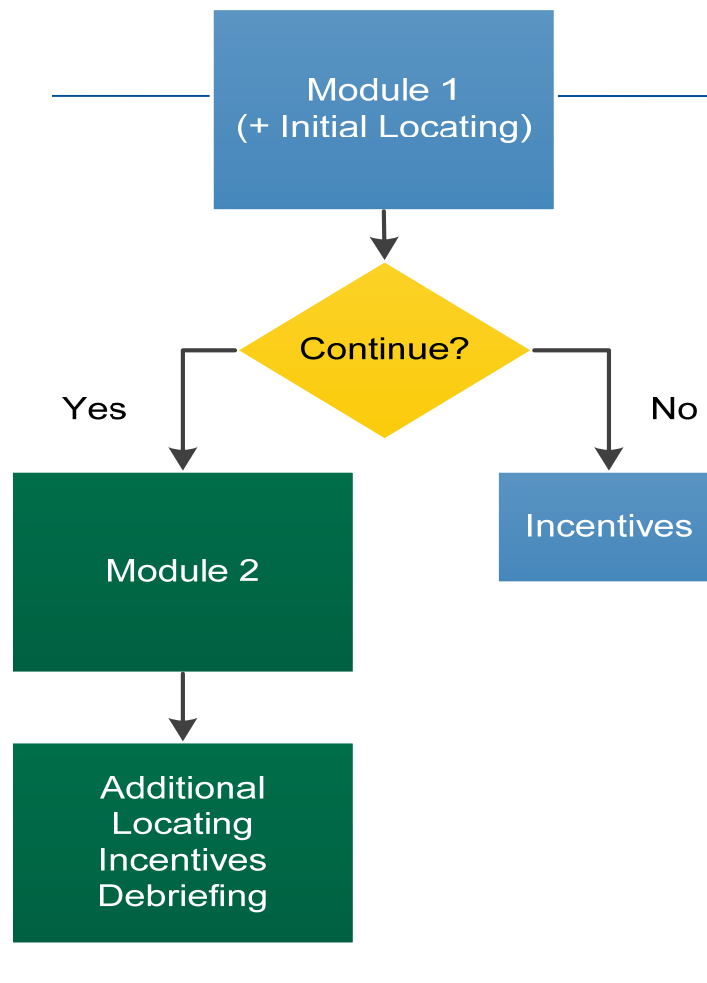 Module 1
(+ Initial Locating)
Continue?
Yes
No
Incentives
Module 2
Additional
Locating
Incentives
Debriefing